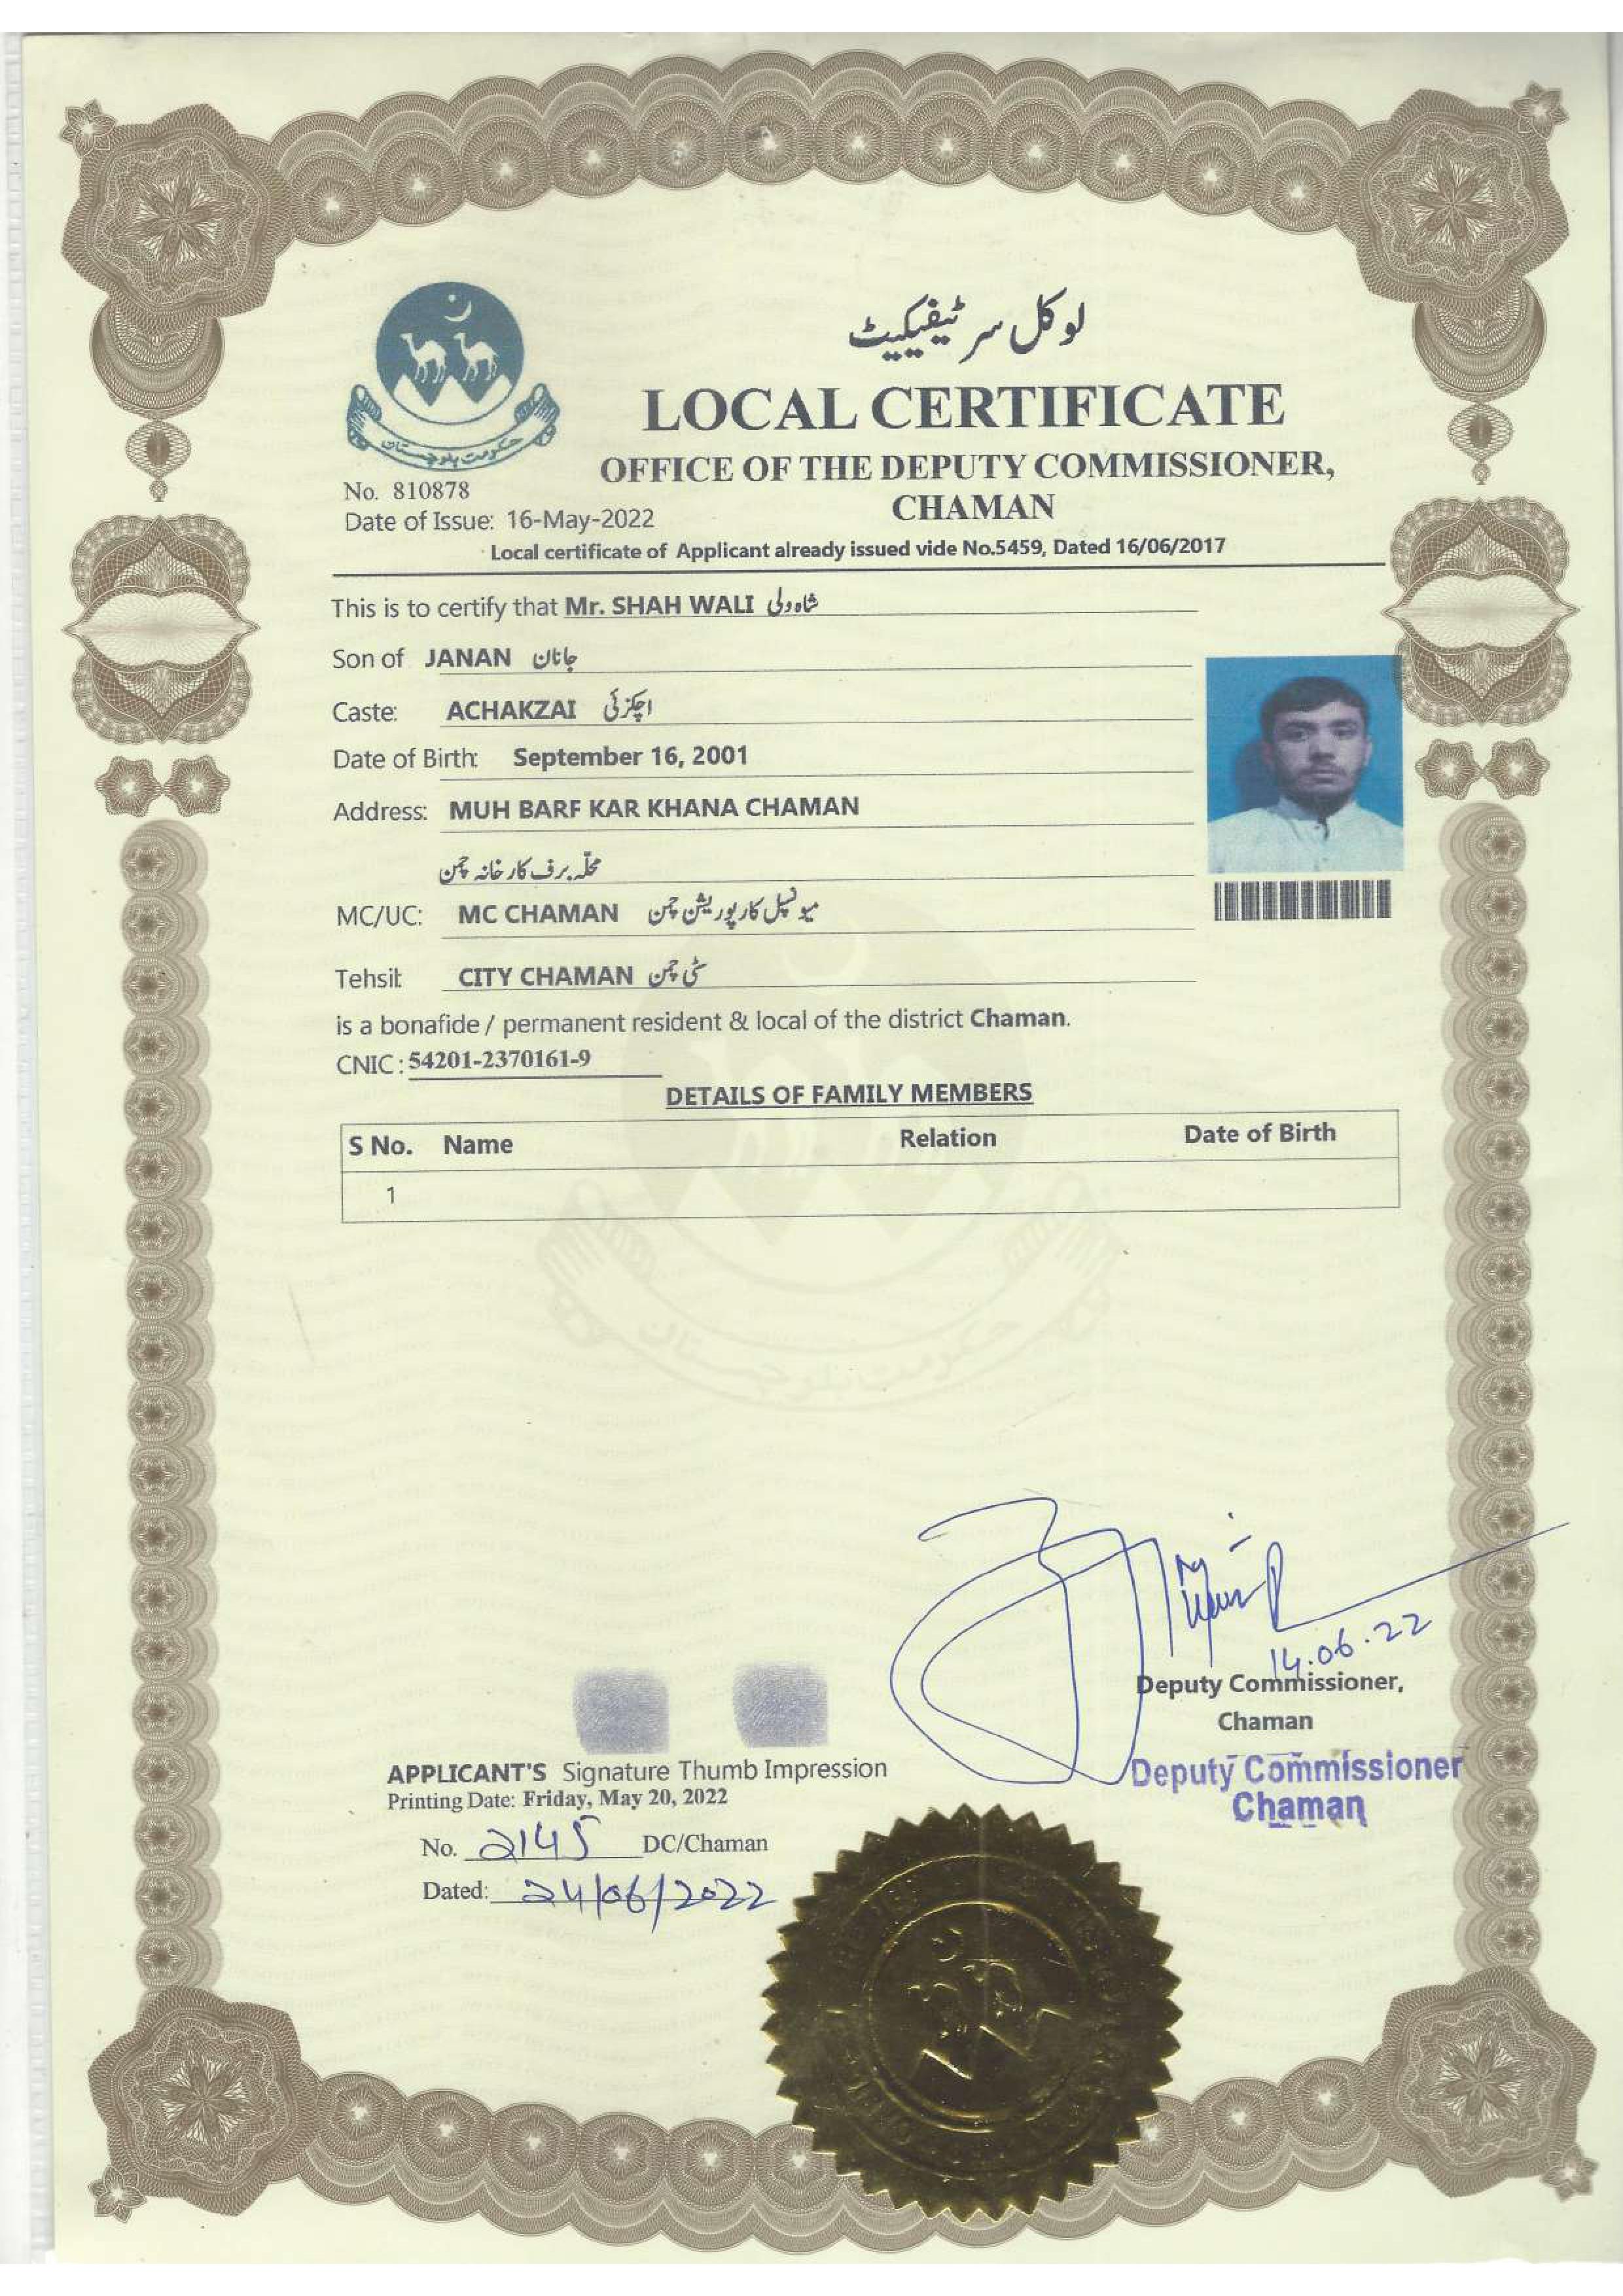 لوکل سرٹیفیکیٹ
LOCAL CERTIFICATE
OFFICE OF THE DEPUTY COMMISSIONER,
CHAMAN
حکومت بلوچستان
No. 810878
Date of Issue: 16-May-2022
Local certificate of Applicant already issued vide No.5459, Dated 16/06/2017
This is to certify that Mr. SHAH WALI شاہ ولی
Son of JANAN جانان
Caste: ACHAKZAI اچکزئی
Date of Birth: September 16, 2001
Address: MUH BARF KAR KHANA CHAMAN
محلّہ برف کارخانہ چمن
MC/UC: MC CHAMAN میونسپل کارپوریشن چمن
Tehsil: CITY CHAMAN سٹی چمن
is a bonafide / permanent resident & local of the district Chaman.
CNIC : 54201-2370161-9
DETAILS OF FAMILY MEMBERS
S No. Name Relation Date of Birth
1
حکومت بلوچستان
14.06.22
Deputy Commissioner,
Chaman
Deputy Commissioner
Chaman
APPLICANT'S Signature Thumb Impression
Printing Date: Friday, May 20, 2022
No. 2145 DC/Chaman
Dated: 24/06/2022